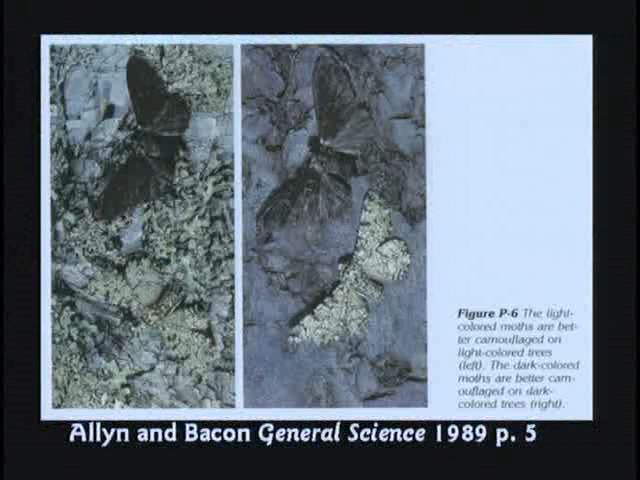 Figure P-6 The light-
colored moths are bet-
ter camouflaged on
light-colored trees
(left). The dark-colored
moths are better cam-
ouflaged on dark-
colored trees (right).
Allyn and Bacon General Science 1989 p. 5